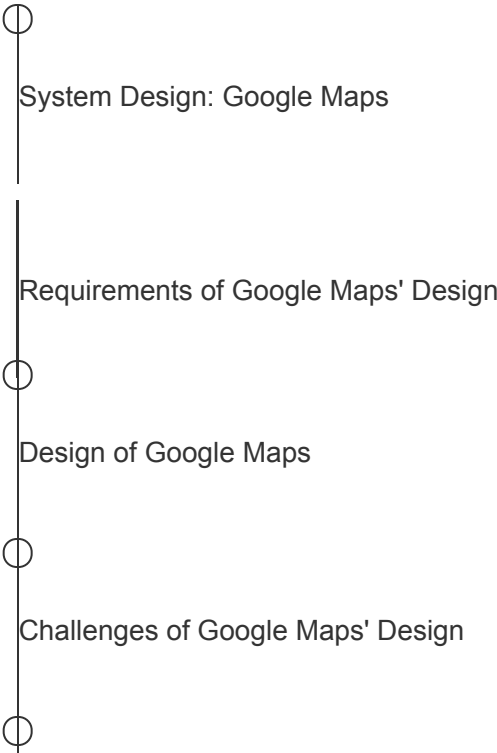 System Design: Google Maps
Requirements of Google Maps' Design
Design of Google Maps
Challenges of Google Maps' Design